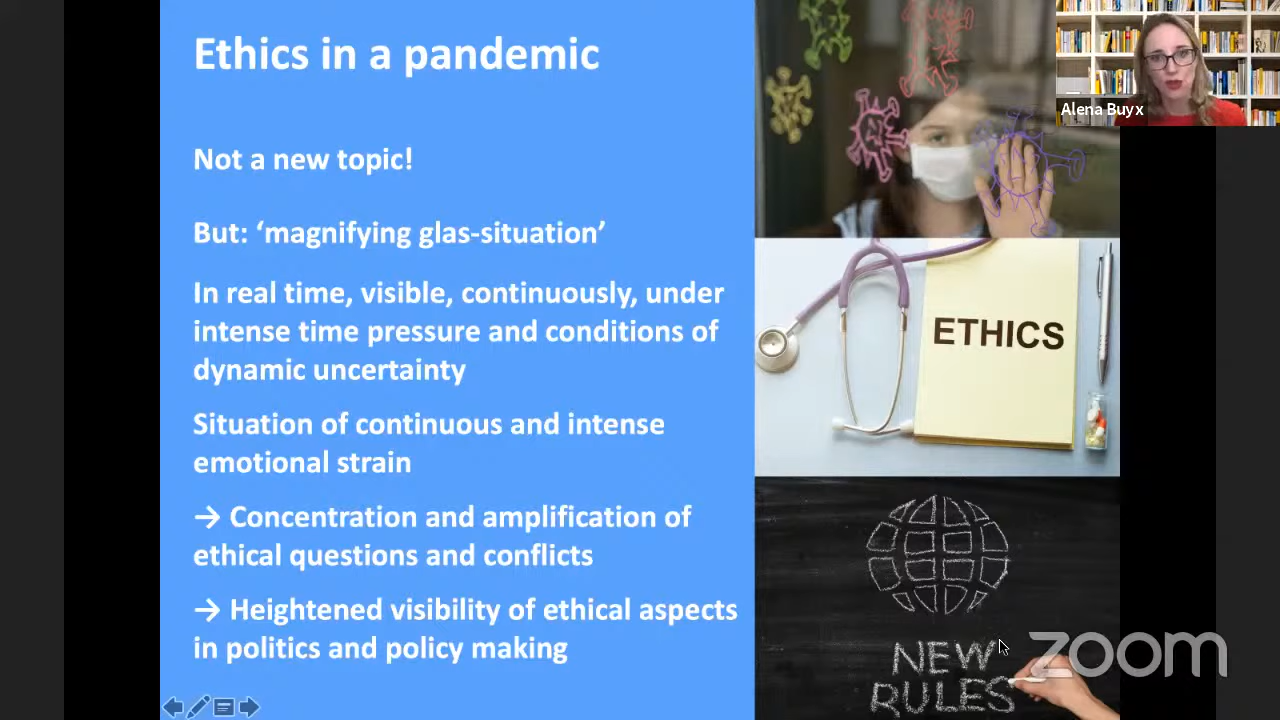 Ethics in a pandemic
Alena Buyx
Not a new topic!
But: ‘magnifying glas-situation’
In real time, visible, continuously, under
intense time pressure and conditions of
dynamic uncertainty
Situation of continuous and intense
emotional strain
→ Concentration and amplification of
ethical questions and conflicts
→ Heightened visibility of ethical aspects
in politics and policy making
ETHICS
NEW
RULES
zoom